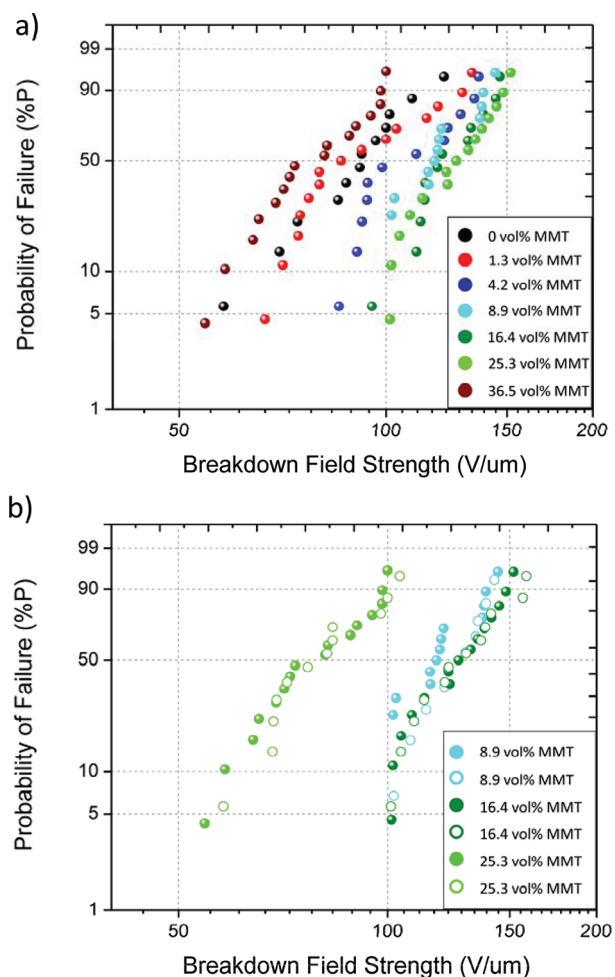 a)
Probability of Failure (%P)
99
90
50
10
5
1
0 vol% MMT
1.3 vol% MMT
4.2 vol% MMT
8.9 vol% MMT
16.4 vol% MMT
25.3 vol% MMT
36.5 vol% MMT
50
100
150
200
Breakdown Field Strength (V/um)
b)
Probability of Failure (%P)
99
90
50
10
5
1
8.9 vol% MMT
8.9 vol% MMT
16.4 vol% MMT
16.4 vol% MMT
25.3 vol% MMT
25.3 vol% MMT
50
100
150
200
Breakdown Field Strength (V/um)